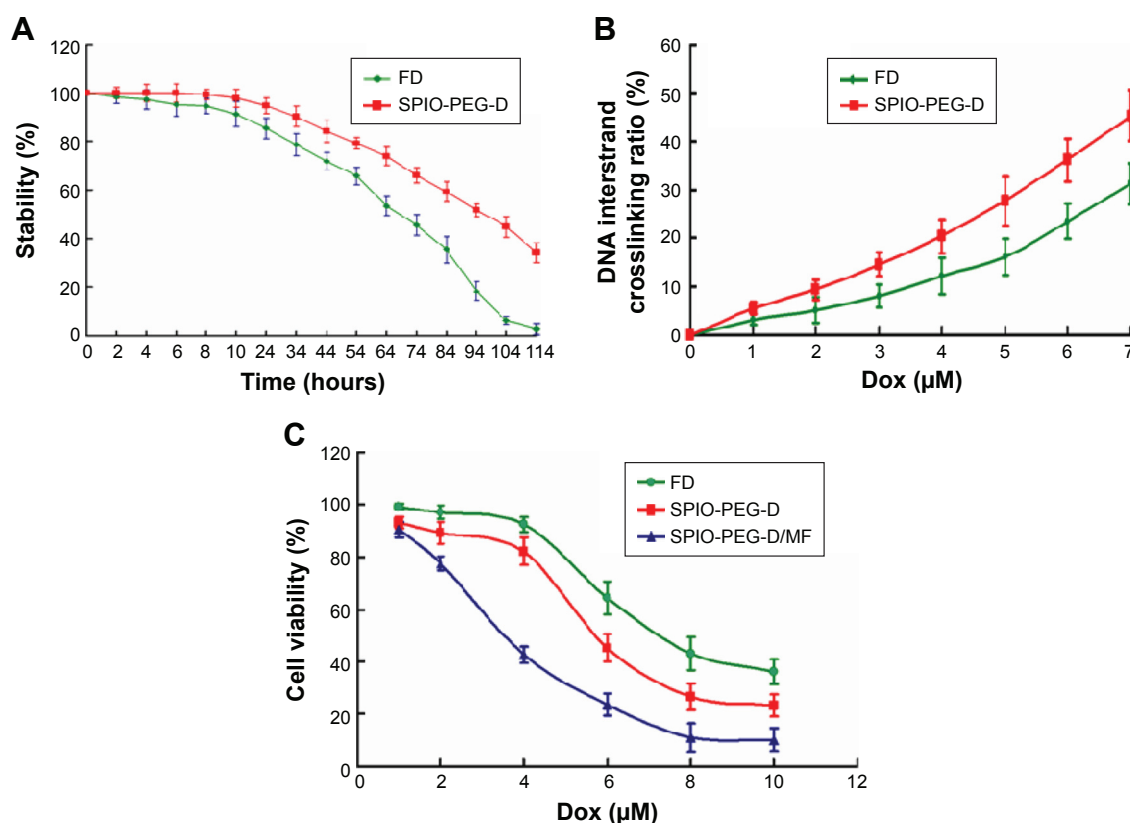 A
120
100
80
60
40
20
0
Stability (%)
FD
SPIO-PEG-D
0 2 4 6 8 10 24 34 44 54 64 74 84 94 104 114
Time (hours)
B
60
50
40
30
20
10
0
DNA interstrand
crosslinking ratio (%)
FD
SPIO-PEG-D
0 1 2 3 4 5 6 7
Dox (µM)
C
120
100
80
60
40
20
0
Cell viability (%)
FD
SPIO-PEG-D
SPIO-PEG-D/MF
0 2 4 6 8 10 12
Dox (µM)